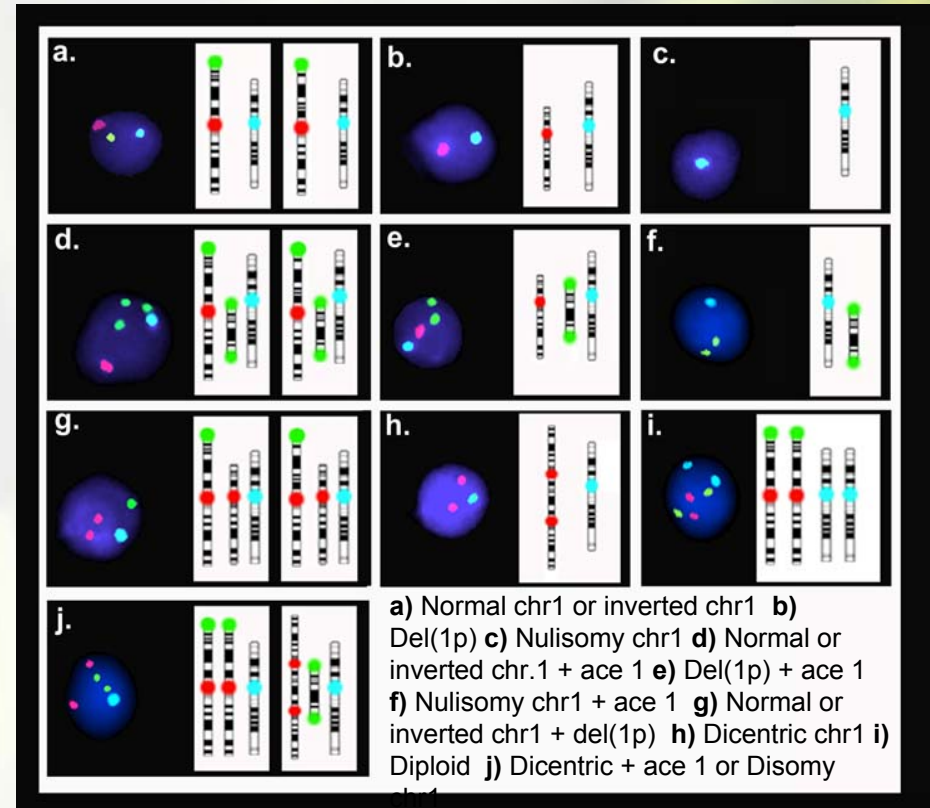 a.
b.
c.
d.
e.
f.
g.
h.
i.
j.
a) Normal chr1 or inverted chr1 b)
Del(1p) c) Nulisomy chr1 d) Normal or
inverted chr.1 + ace 1 e) Del(1p) + ace 1
f) Nulisomy chr1 + ace 1 g) Normal or
inverted chr1 + del(1p) h) Dicentric chr1 i)
Diploid j) Dicentric + ace 1 or Disomy
chr1